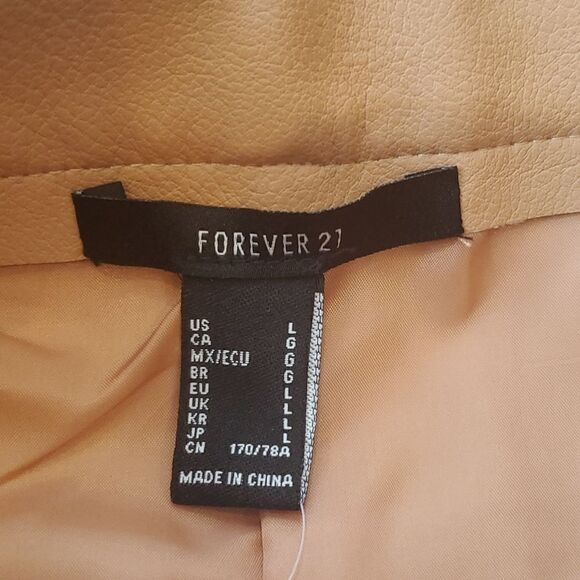 FOREVER 21
US L
CA G
MX/ECU G
BR G
EU L
UK L
KR L
JP L
CN 170/78A
MADE IN CHINA